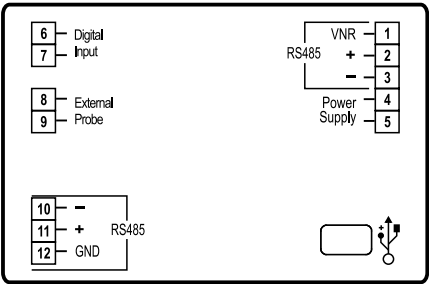 6 Digital
7 Input
8 External
9 Probe
10 -
11 + RS485
12 GND
VNR 1
RS485 + 2
- 3
Power 4
Supply 5